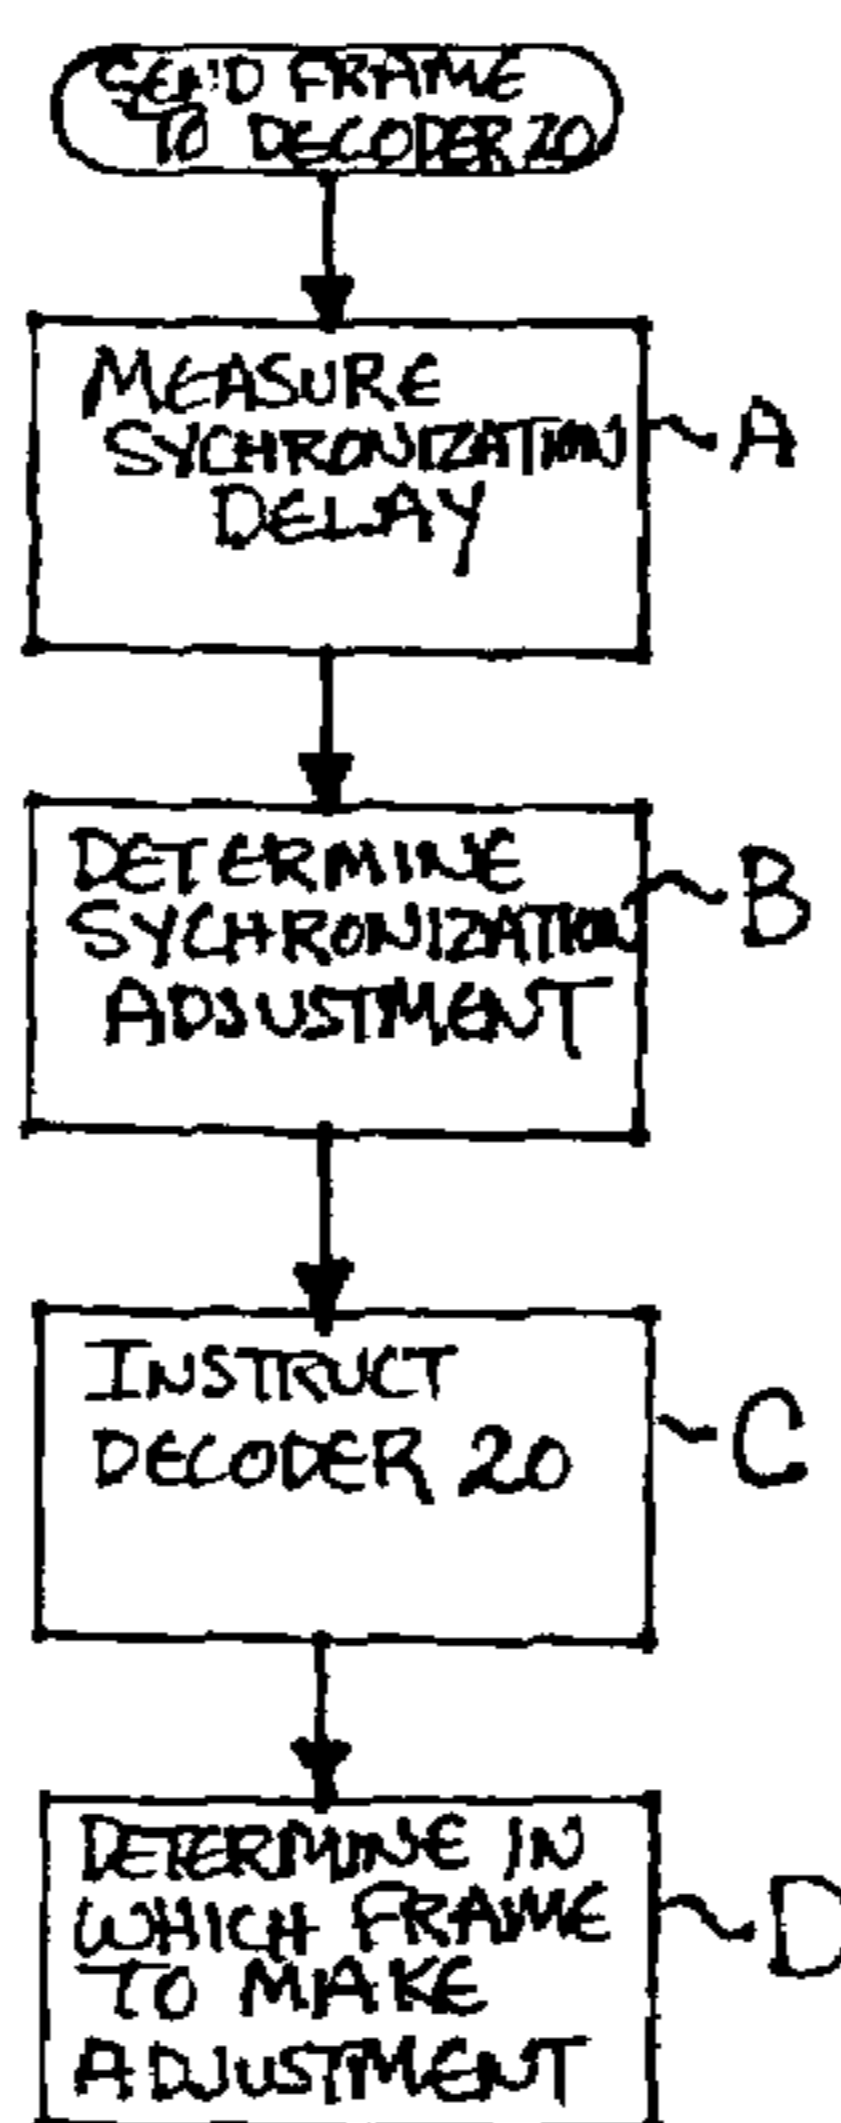 SEND FRAME
TO DECODER 20
MEASURE
SYCHRONIZATION
DELAY
A
DETERMINE
SYCHRONIZATION
ADJUSTMENT
B
INSTRUCT
DECODER 20
C
DETERMINE IN
WHICH FRAME
TO MAKE
ADJUSTMENT
D